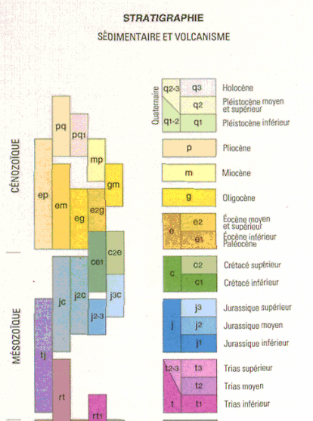 STRATIGRAPHIE
SÉDIMENTAIRE ET VOLCANISME
Quaternaire
q2-3
q3
Holocène
q2
Pléistocène moyen
et supérieur
q1-2
q1
Pléistocène inférieur
pq
pq1
p
Pliocène
mp
m
Miocène
CÉNOZOÏQUE
ep
em
gm
g
Oligocène
eg
e2g
e
e2
Éocène moyen
et supérieur
e1
Éocène inférieur
Paléocène
ce1
c2e
c
c2
Crétacé supérieur
c1
Crétacé inférieur
MÉSOZOÏQUE
tj
jc
j2c
j2-3
j3c
j
j3
Jurassique supérieur
j2
Jurassique moyen
j1
Jurassique inférieur
rt
t2-3
t3
Trias supérieur
t2
Trias moyen
rt1
t
t1
Trias inférieur